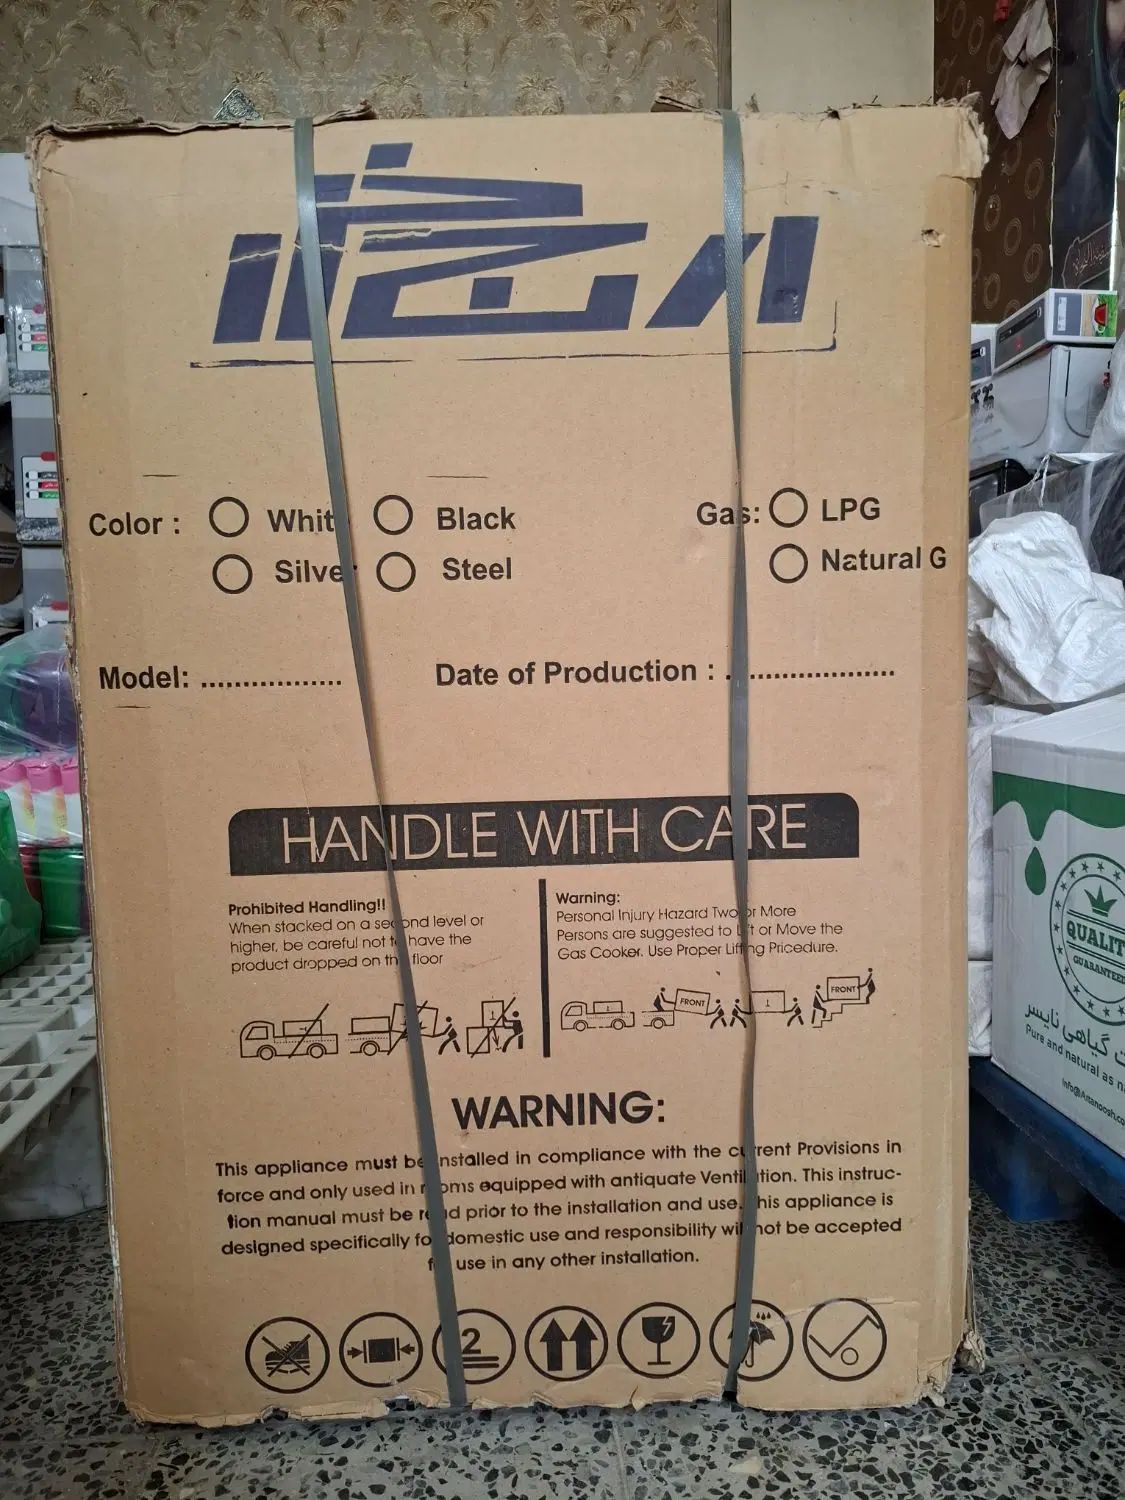 Color : White Black
Silver Steel
Gas: LPG
Natural G
Model: .................
Date of Production : ....................
HANDLE WITH CARE
Prohibited Handling!!
When stacked on a second level or
higher, be careful not to have the
product dropped on the floor
Warning:
Personal Injury Hazard Two or More
Persons are suggested to Lift or Move the
Gas Cooker. Use Proper Lifting Pricedure.
FRONT
FRONT
WARNING:
This appliance must be installed in compliance with the current Provisions in
force and only used in rooms equipped with antiquate Ventilation. This instruc-
tion manual must be read prior to the installation and use. This appliance is
designed specifically for domestic use and responsibility will not be accepted
for use in any other installation.
2
QUALIT
GUARANTEED
گیاهی نایسر
Pure and natural as n